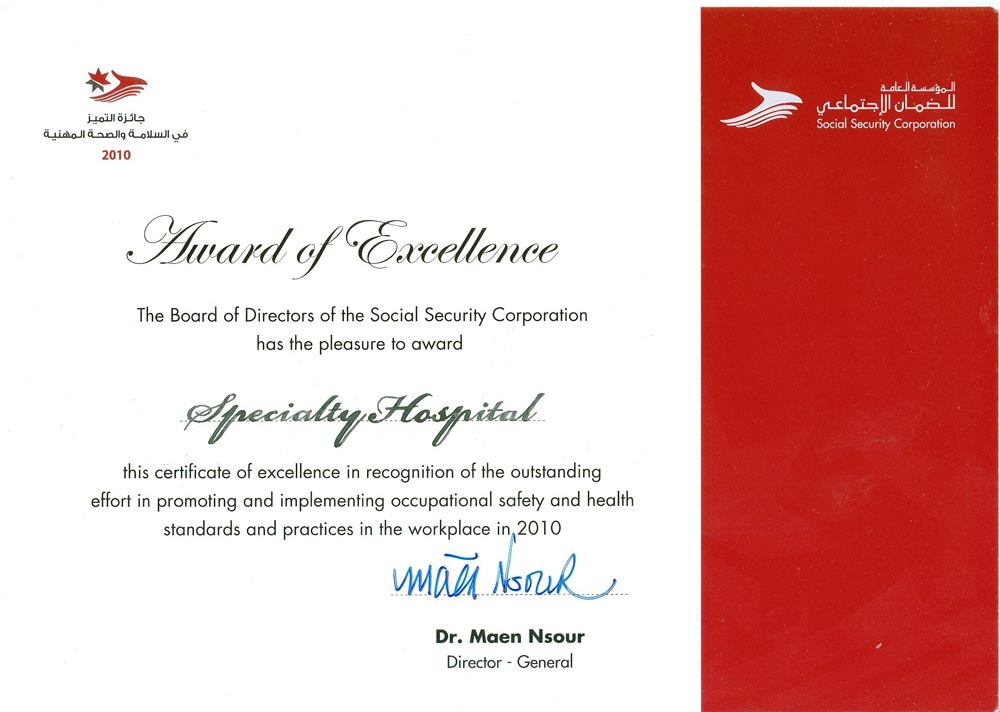 جائزة التميز
في السلامة والصحة المهنية
2010
المؤسسة العامة
للضمان الإجتماعي
Social Security Corporation
Award of Excellence
The Board of Directors of the Social Security Corporation
has the pleasure to award
Specialty Hospital
this certificate of excellence in recognition of the outstanding
effort in promoting and implementing occupational safety and health
standards and practices in the workplace in 2010
Maen Nsour
Dr. Maen Nsour
Director - General